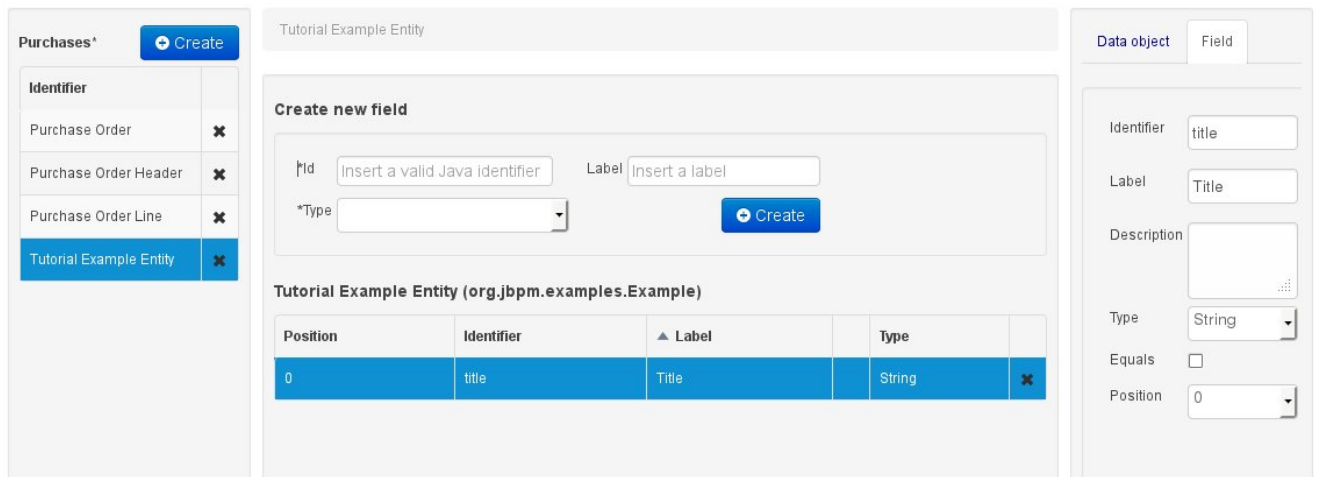 Purchases*
Create
Identifier
Purchase Order
Purchase Order Header
Purchase Order Line
Tutorial Example Entity
Tutorial Example Entity
Create new field
*Id Insert a valid Java identifier Label Insert a label
*Type
Create
Tutorial Example Entity (org.jbpm.examples.Example)
Position Identifier Label Type
0 title Title String
Data object Field
Identifier title
Label Title
Description
Type String
Equals
Position 0